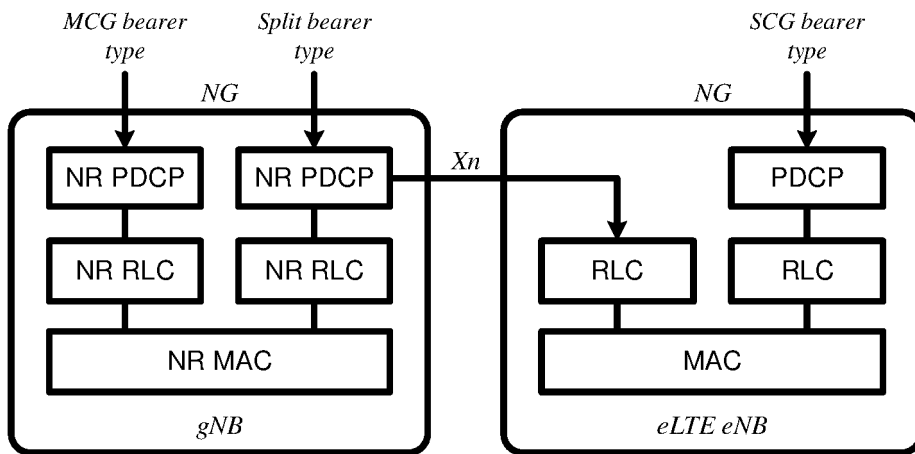 MCG bearer
type
Split bearer
type
SCG bearer
type
NG
NG
NR PDCP
NR PDCP
Xn
PDCP
NR RLC
NR RLC
RLC
RLC
NR MAC
MAC
gNB
eLTE eNB